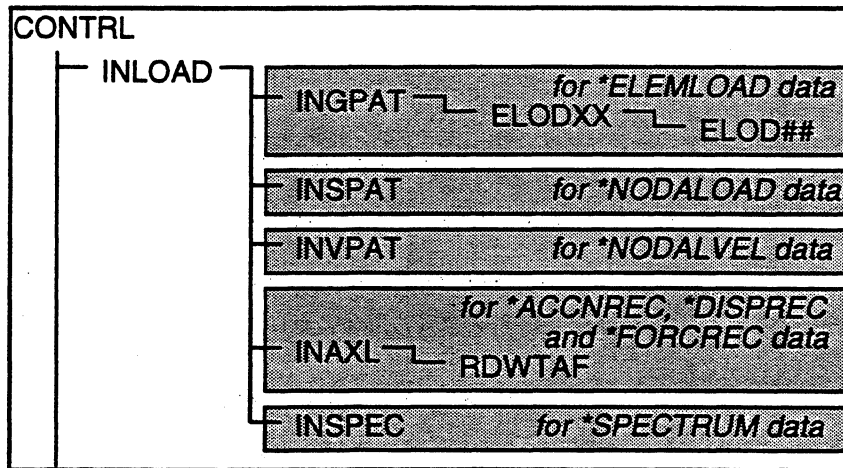 CONTRL
INLOAD
for *ELEMLOAD data
INGPAT
ELODXX
ELOD##
INSPAT for *NODALOAD data
INVPAT for *NODALVEL data
for *ACCNREC, *DISPREC
and *FORCREC data
INAXL
RDWTAF
INSPEC for *SPECTRUM data